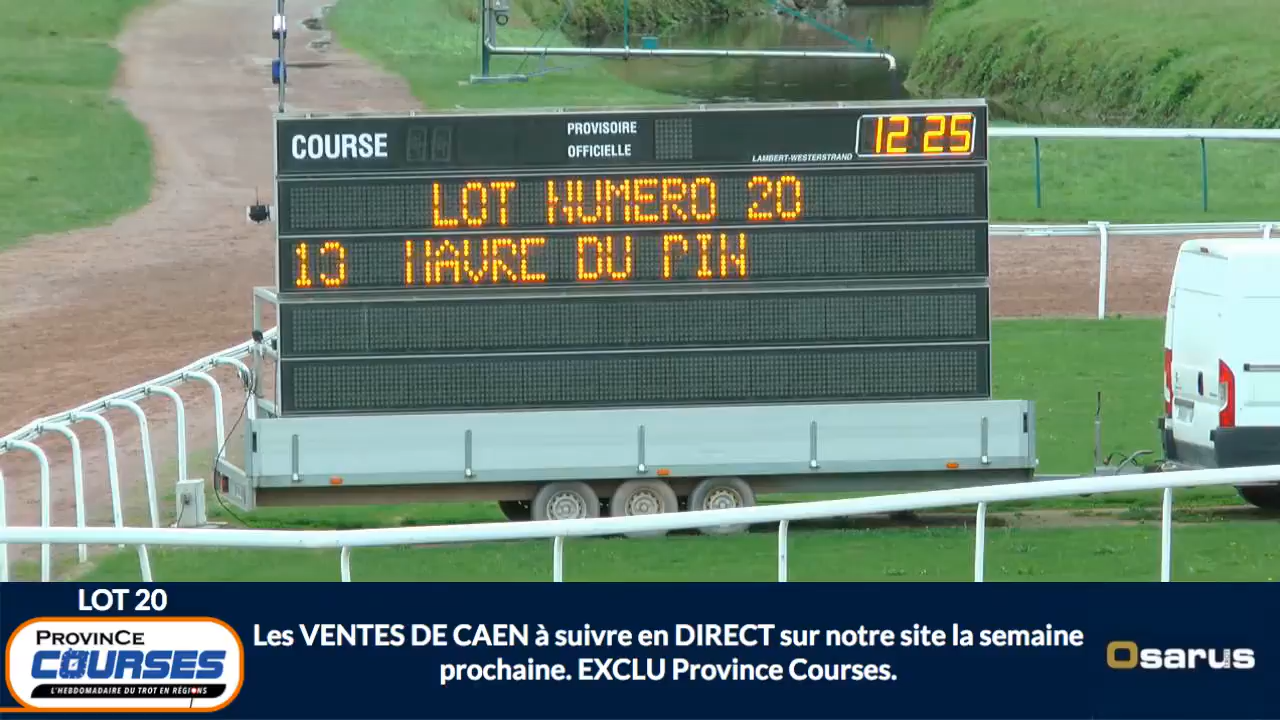 COURSE
PROVISOIRE
OFFICIELLE
LAMBERT-WESTERSTRAND
12 25
LOT NUMERO 20
HAVRE DU PIN
LOT 20
PROVINCE
COURSES
L'HEBDOMADAIRE DU TROT EN RÉGIONS
Les VENTES DE CAEN à suivre en DIRECT sur notre site la semaine
prochaine. EXCLU Province Courses.
Osarus